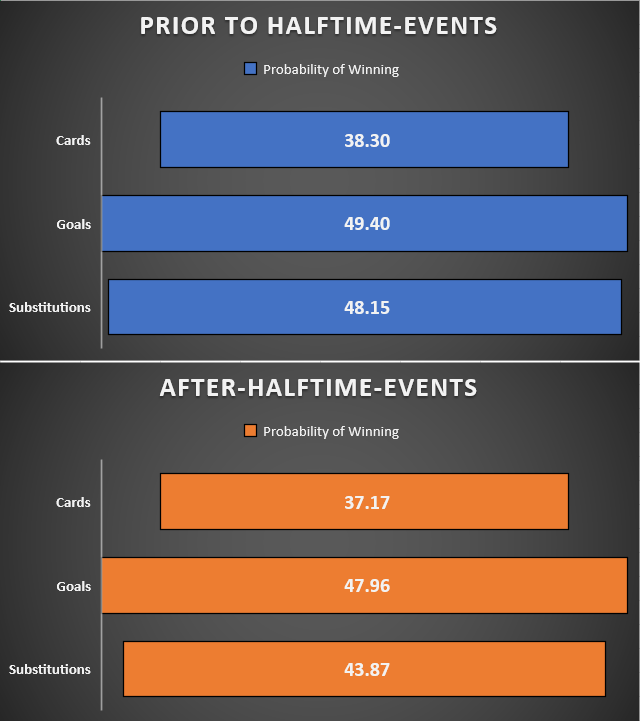 PRIOR TO HALFTIME-EVENTS
Probability of Winning
Cards 38.30
Goals 49.40
Substitutions 48.15
AFTER-HALFTIME-EVENTS
Probability of Winning
Cards 37.17
Goals 47.96
Substitutions 43.87